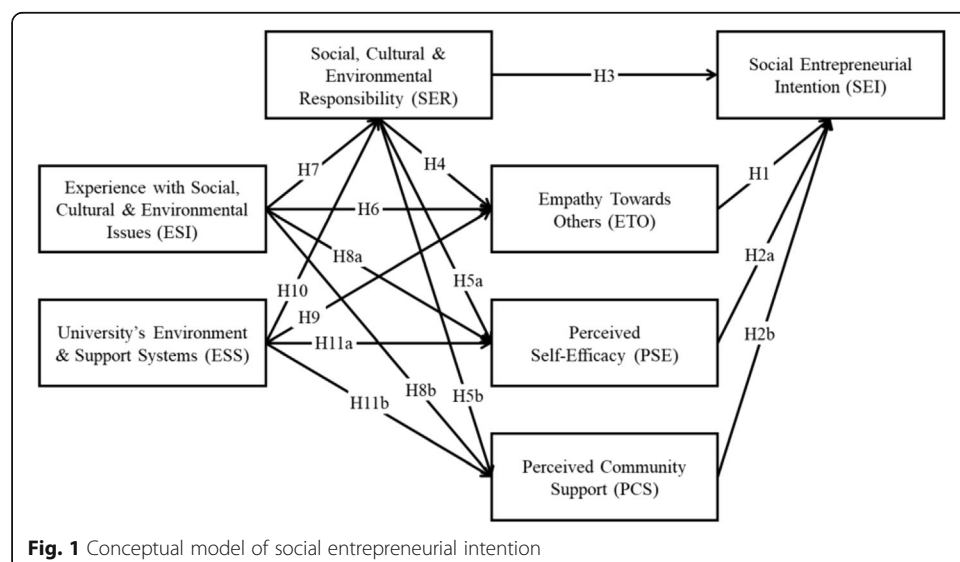 Social, Cultural &
Environmental
Responsibility (SER)
H3
Social Entrepreneurial
Intention (SEI)
H7
H4
H1
Experience with Social,
Cultural & Environmental
Issues (ESI)
H6
Empathy Towards
Others (ETO)
H8a
H2a
H5a
H10
H9
University's Environment
& Support Systems (ESS)
H11a
Perceived
Self-Efficacy (PSE)
H2b
H8b
H5b
H11b
Perceived Community
Support (PCS)
Fig. 1 Conceptual model of social entrepreneurial intention